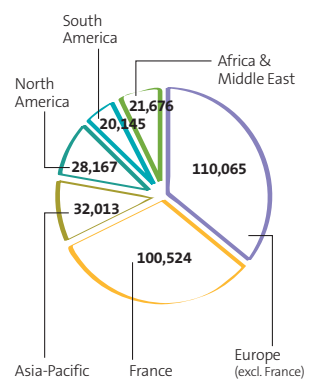 South
America
Africa &
Middle East
North
America
21,676
20,145
110,065
28,167
32,013
100,524
Asia-Pacific
France
Europe
(excl. France)